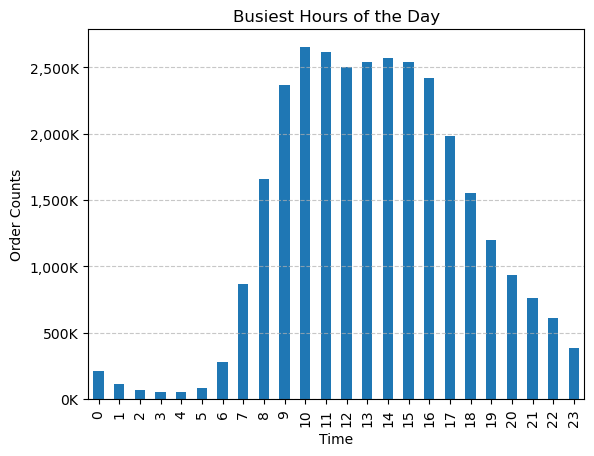 Busiest Hours of the Day
Order Counts
2,500K
2,000K
1,500K
1,000K
500K
0K
0 1 2 3 4 5 6 7 8 9 10 11 12 13 14 15 16 17 18 19 20 21 22 23
Time